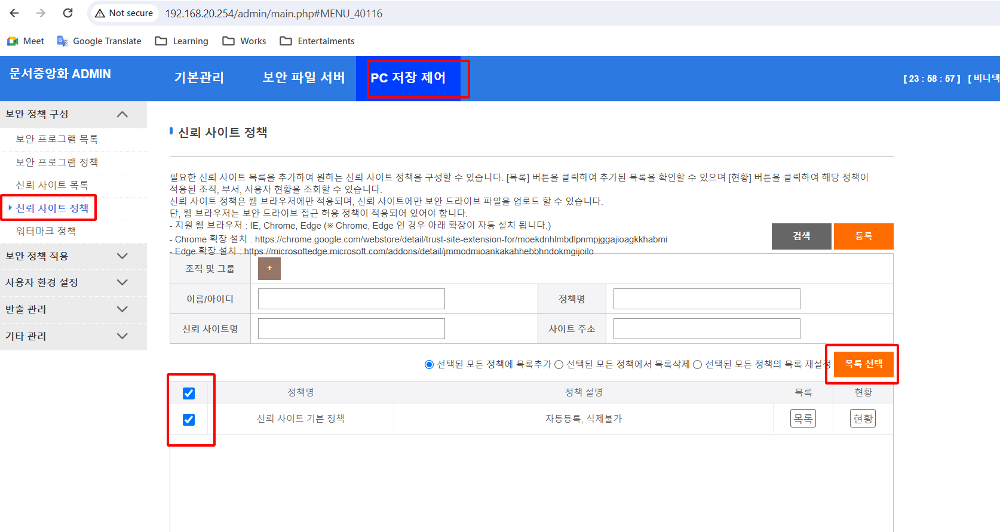 Not secure 192.168.20.254/admin/main.php#MENU_40116
Meet Google Translate Learning Works Entertaiments
문서중앙화 ADMIN
기본관리 보안 파일 서버 PC 저장 제어
[ 23 : 58 : 57 ] [ 비나텍
보안 정책 구성
보안 프로그램 목록
보안 프로그램 정책
신뢰 사이트 목록
신뢰 사이트 정책
워터마크 정책
보안 정책 적용
사용자 환경 설정
반출 관리
기타 관리
신뢰 사이트 정책
필요한 신뢰 사이트 목록을 추가하여 원하는 신뢰 사이트 정책을 구성할 수 있습니다. [목록] 버튼을 클릭하여 추가된 목록을 확인할 수 있으며 [현황] 버튼을 클릭하여 해당 정책이
적용된 조직, 부서, 사용자 현황을 조회할 수 있습니다.
신뢰 사이트 정책은 웹 브라우저에만 적용되며, 신뢰 사이트에만 보안 드라이브 파일을 업로드 할 수 있습니다.
단, 웹 브라우저는 보안 드라이브 접근 허용 정책이 적용되어 있어야 합니다.
- 지원 웹 브라우저 : IE, Chrome, Edge (※ Chrome, Edge 인 경우 아래 확장이 자동 설치 됩니다.)
- Chrome 확장 설치 : https://chrome.google.com/webstore/detail/trust-site-extension-for/moekdnhlmbdlpnmpjggajioagkkhabmi
- Edge 확장 설치 : https://microsoftedge.microsoft.com/addons/detail/jmmodmioankakahhebbhndokmgijoilo
검색 등록
조직 및 그룹 +
이름/아이디 정책명
신뢰 사이트명 사이트 주소
선택된 모든 정책에 목록추가 선택된 모든 정책에서 목록삭제 선택된 모든 정책의 목록 재설정 목록 선택
정책명 정책 설명 목록 현황
신뢰 사이트 기본 정책 자동등록, 삭제불가 목록 현황